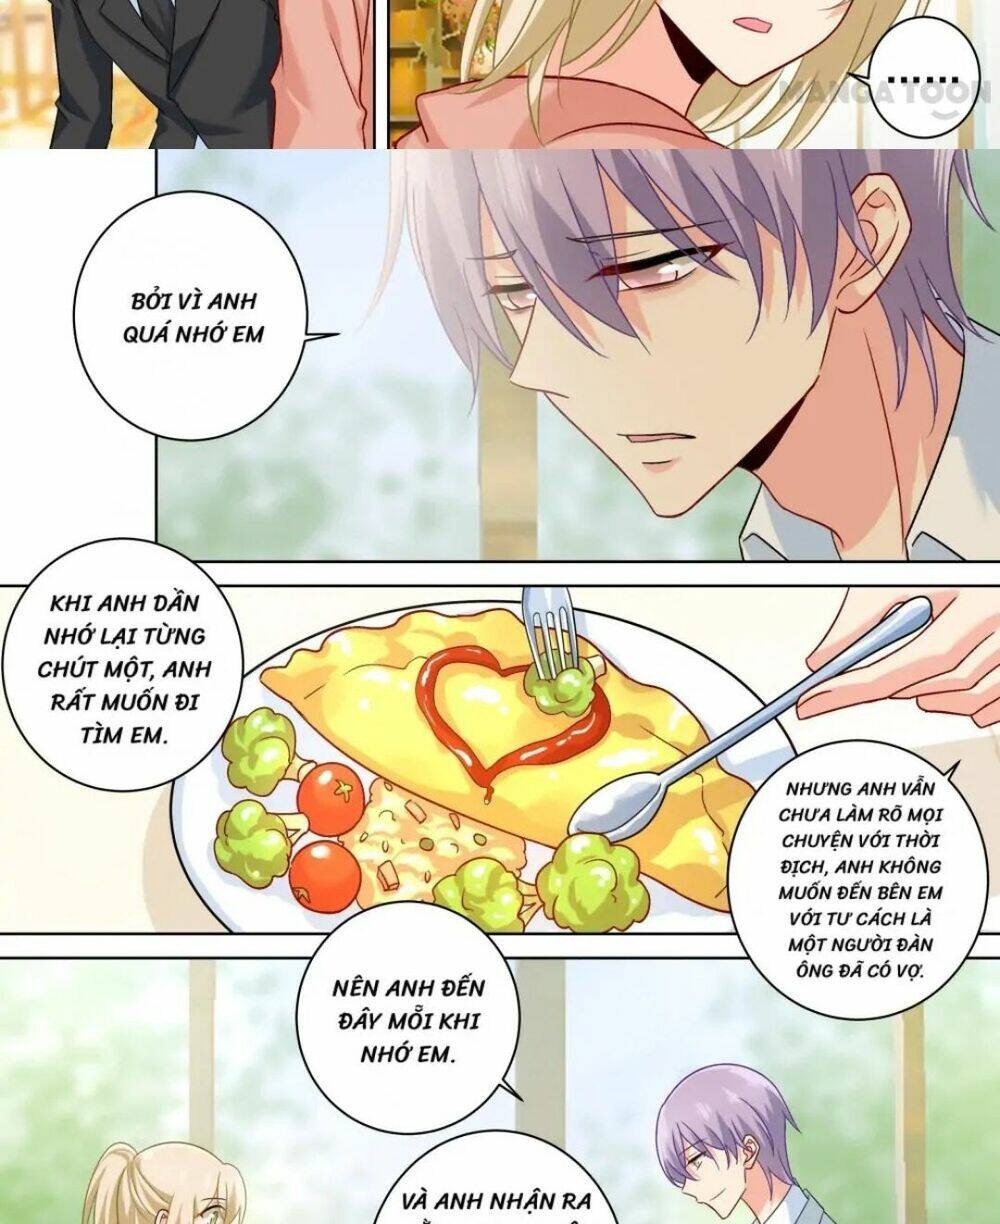 ......
MANGATOON
BỞI VÌ ANH
QUÁ NHỚ EM
KHI ANH DẦN
NHỚ LẠI TỪNG
CHÚT MỘT, ANH
RẤT MUỐN ĐI
TÌM EM.
NHƯNG ANH VẪN
CHƯA LÀM RÕ MỌI
CHUYỆN VỚI THỜI
ĐỊCH, ANH KHÔNG
MUỐN ĐẾN BÊN EM
VỚI TƯ CÁCH LÀ
MỘT NGƯỜI ĐÀN
ÔNG ĐÃ CÓ VỢ.
NÊN ANH ĐẾN
ĐÂY MỖI KHI
NHỚ EM.
VÀ ANH NHẬN RA